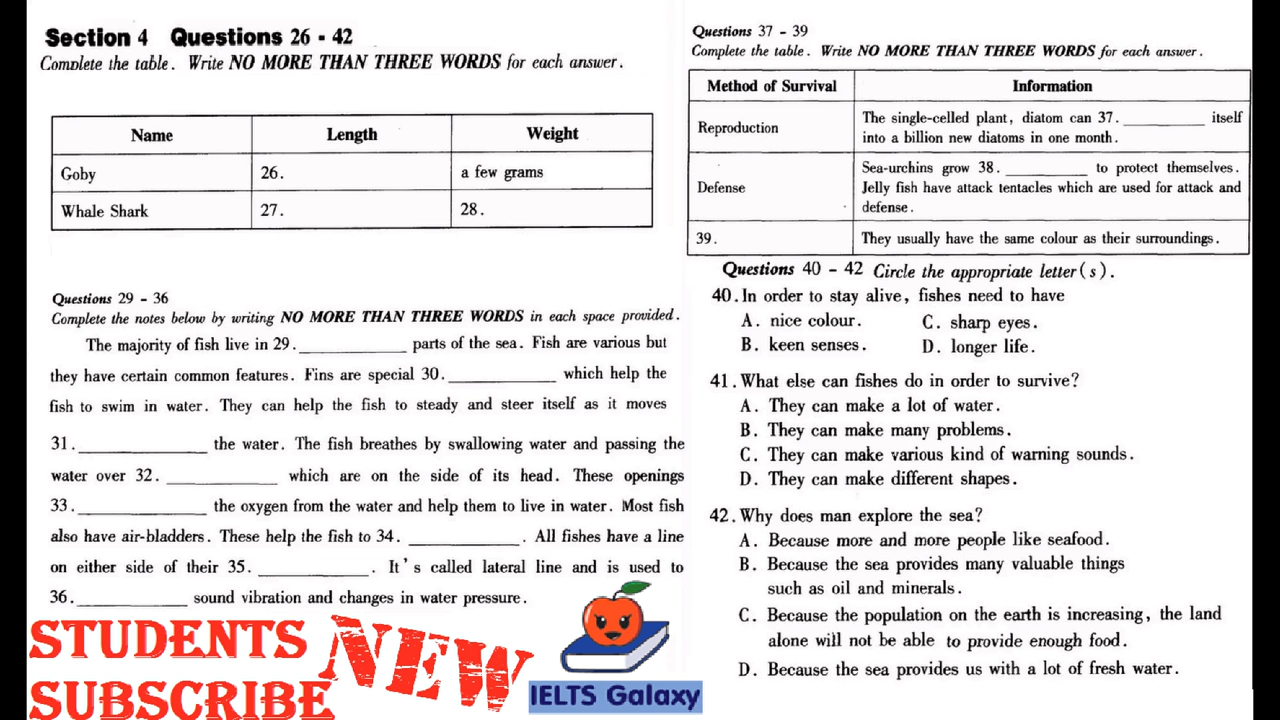 Section 4 Questions 26 - 42
Complete the table. Write NO MORE THAN THREE WORDS for each answer.
Name Length Weight
Goby 26. a few grams
Whale Shark 27. 28.
Questions 29 - 36
Complete the notes below by writing NO MORE THAN THREE WORDS in each space provided.
The majority of fish live in 29. ____________ parts of the sea. Fish are various but
they have certain common features. Fins are special 30. ____________ which help the
fish to swim in water. They can help the fish to steady and steer itself as it moves
31. ____________ the water. The fish breathes by swallowing water and passing the
water over 32. ____________ which are on the side of its head. These openings
33. ____________ the oxygen from the water and help them to live in water. Most fish
also have air-bladders. These help the fish to 34. ____________. All fishes have a line
on either side of their 35. ____________. It's called lateral line and is used to
36. ____________ sound vibration and changes in water pressure.
STUDENTS
SUBSCRIBE
NEW
IELTS Galaxy
Questions 37 - 39
Complete the table. Write NO MORE THAN THREE WORDS for each answer.
Method of Survival Information
Reproduction
The single-celled plant, diatom can 37. __________ itself
into a billion new diatoms in one month.
Defense
Sea-urchins grow 38. __________ to protect themselves.
Jelly fish have attack tentacles which are used for attack and
defense.
39. They usually have the same colour as their surroundings.
Questions 40 - 42 Circle the appropriate letter(s).
40. In order to stay alive, fishes need to have
A. nice colour. C. sharp eyes.
B. keen senses. D. longer life.
41. What else can fishes do in order to survive?
A. They can make a lot of water.
B. They can make many problems.
C. They can make various kind of warning sounds.
D. They can make different shapes.
42. Why does man explore the sea?
A. Because more and more people like seafood.
B. Because the sea provides many valuable things
such as oil and minerals.
C. Because the population on the earth is increasing, the land
alone will not be able to provide enough food.
D. Because the sea provides us with a lot of fresh water.